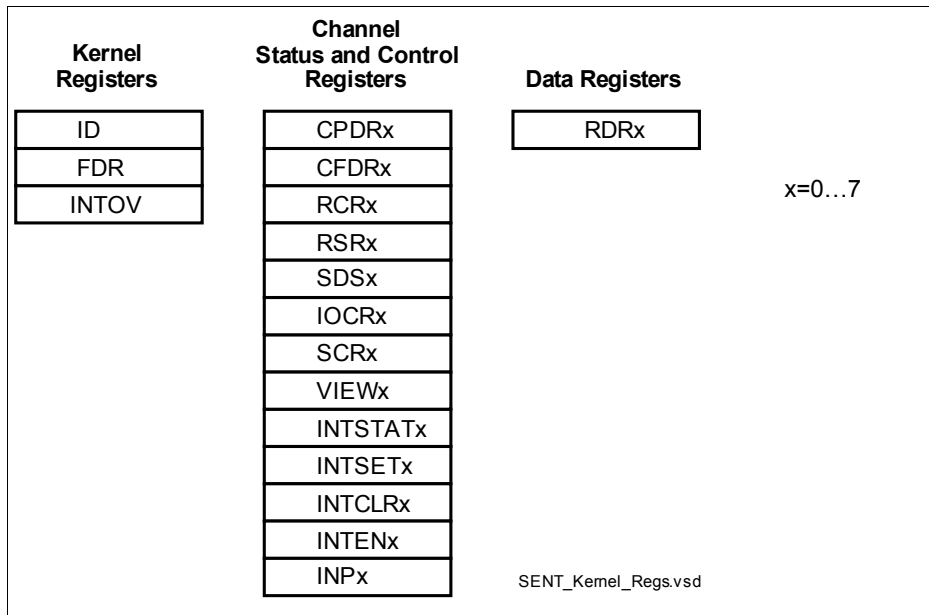 Kernel
Registers
ID
FDR
INTOV
Channel
Status and Control
Registers
CPDRx
CFDRx
RCRx
RSRx
SDSx
IOCRx
SCRx
VIEWx
INTSTATx
INTSETx
INTCLRx
INTENx
INPx
Data Registers
RDRx
x=0...7
SENT_Kernel_Regs.vsd